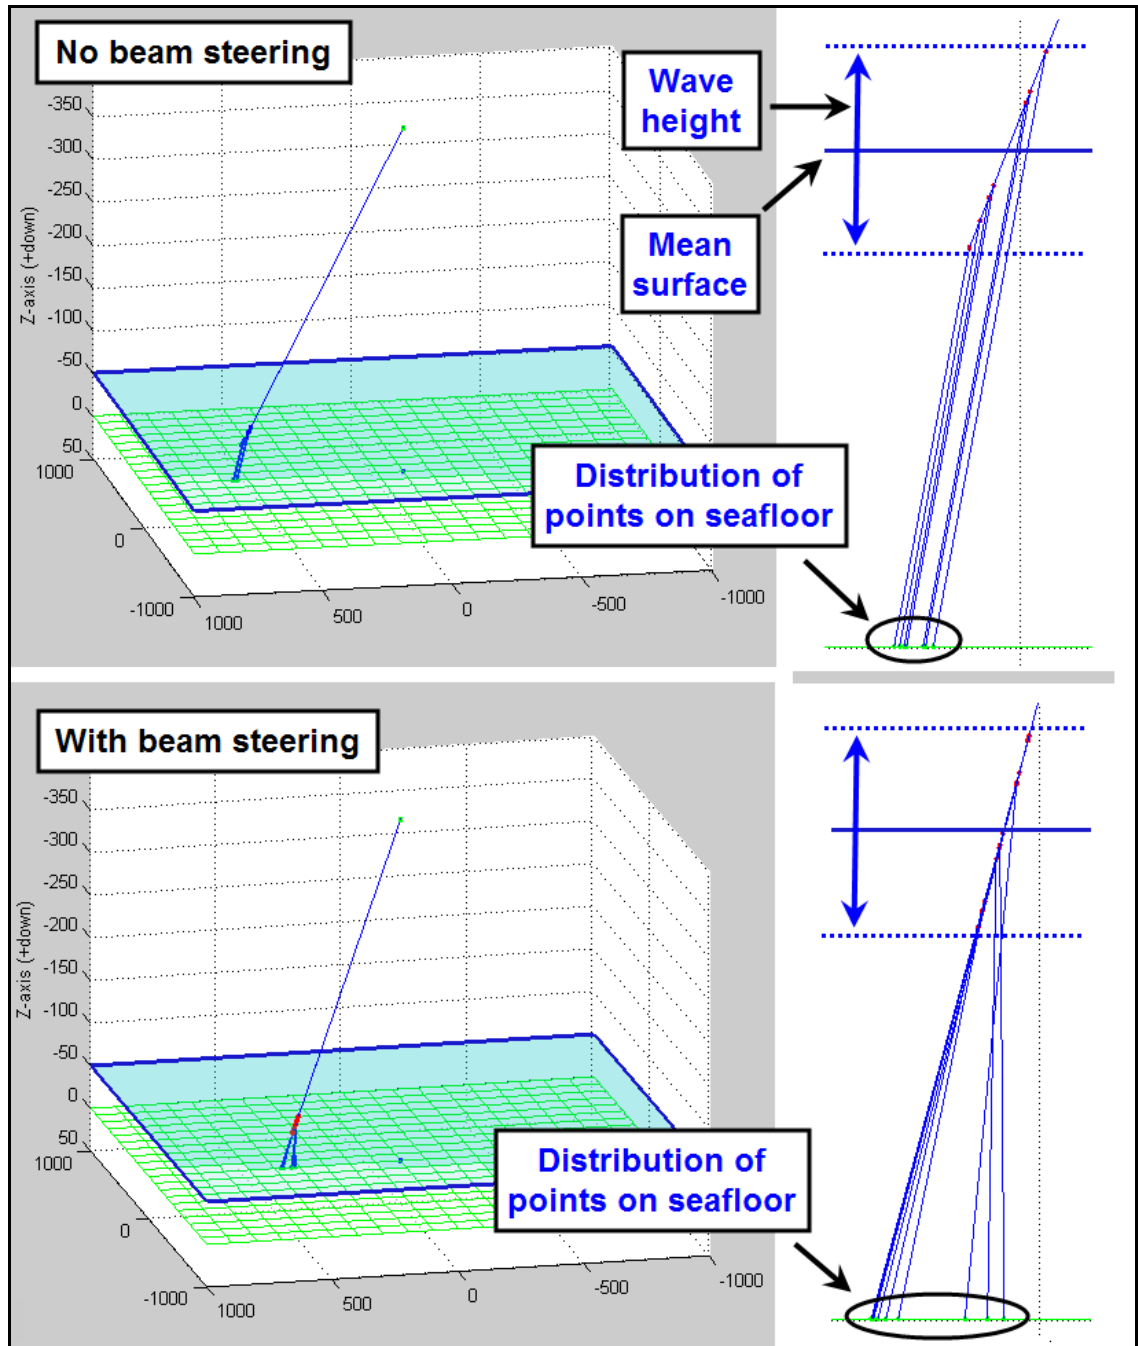 No beam steering
-350
-300
-250
-200
-150
-100
-50
0
50
Z-axis (+down)
1000
0
-1000
1000
500
0
-500
-1000
Wave
height
Mean
surface
Distribution of
points on seafloor
With beam steering
-350
-300
-250
-200
-150
-100
-50
0
50
Z-axis (+down)
1000
0
-1000
1000
500
0
-500
-1000
Distribution of
points on seafloor